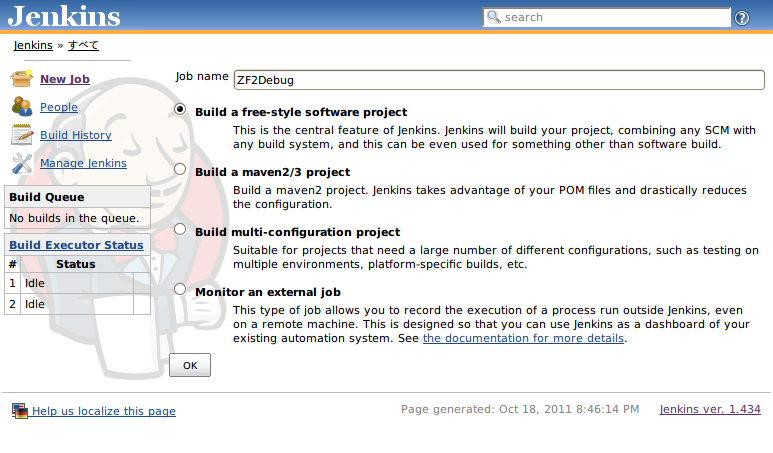 Jenkins
search
Jenkins » すべて
New Job
People
Build History
Manage Jenkins
Build Queue
No builds in the queue.
Build Executor Status
# Status
1 Idle
2 Idle
Job name ZF2Debug
Build a free-style software project
This is the central feature of Jenkins. Jenkins will build your project, combining any SCM with
any build system, and this can be even used for something other than software build.
Build a maven2/3 project
Build a maven2 project. Jenkins takes advantage of your POM files and drastically reduces
the configuration.
Build multi-configuration project
Suitable for projects that need a large number of different configurations, such as testing on
multiple environments, platform-specific builds, etc.
Monitor an external job
This type of job allows you to record the execution of a process run outside Jenkins, even
on a remote machine. This is designed so that you can use Jenkins as a dashboard of your
existing automation system. See the documentation for more details.
OK
Help us localize this page
Page generated: Oct 18, 2011 8:46:14 PM Jenkins ver. 1.434